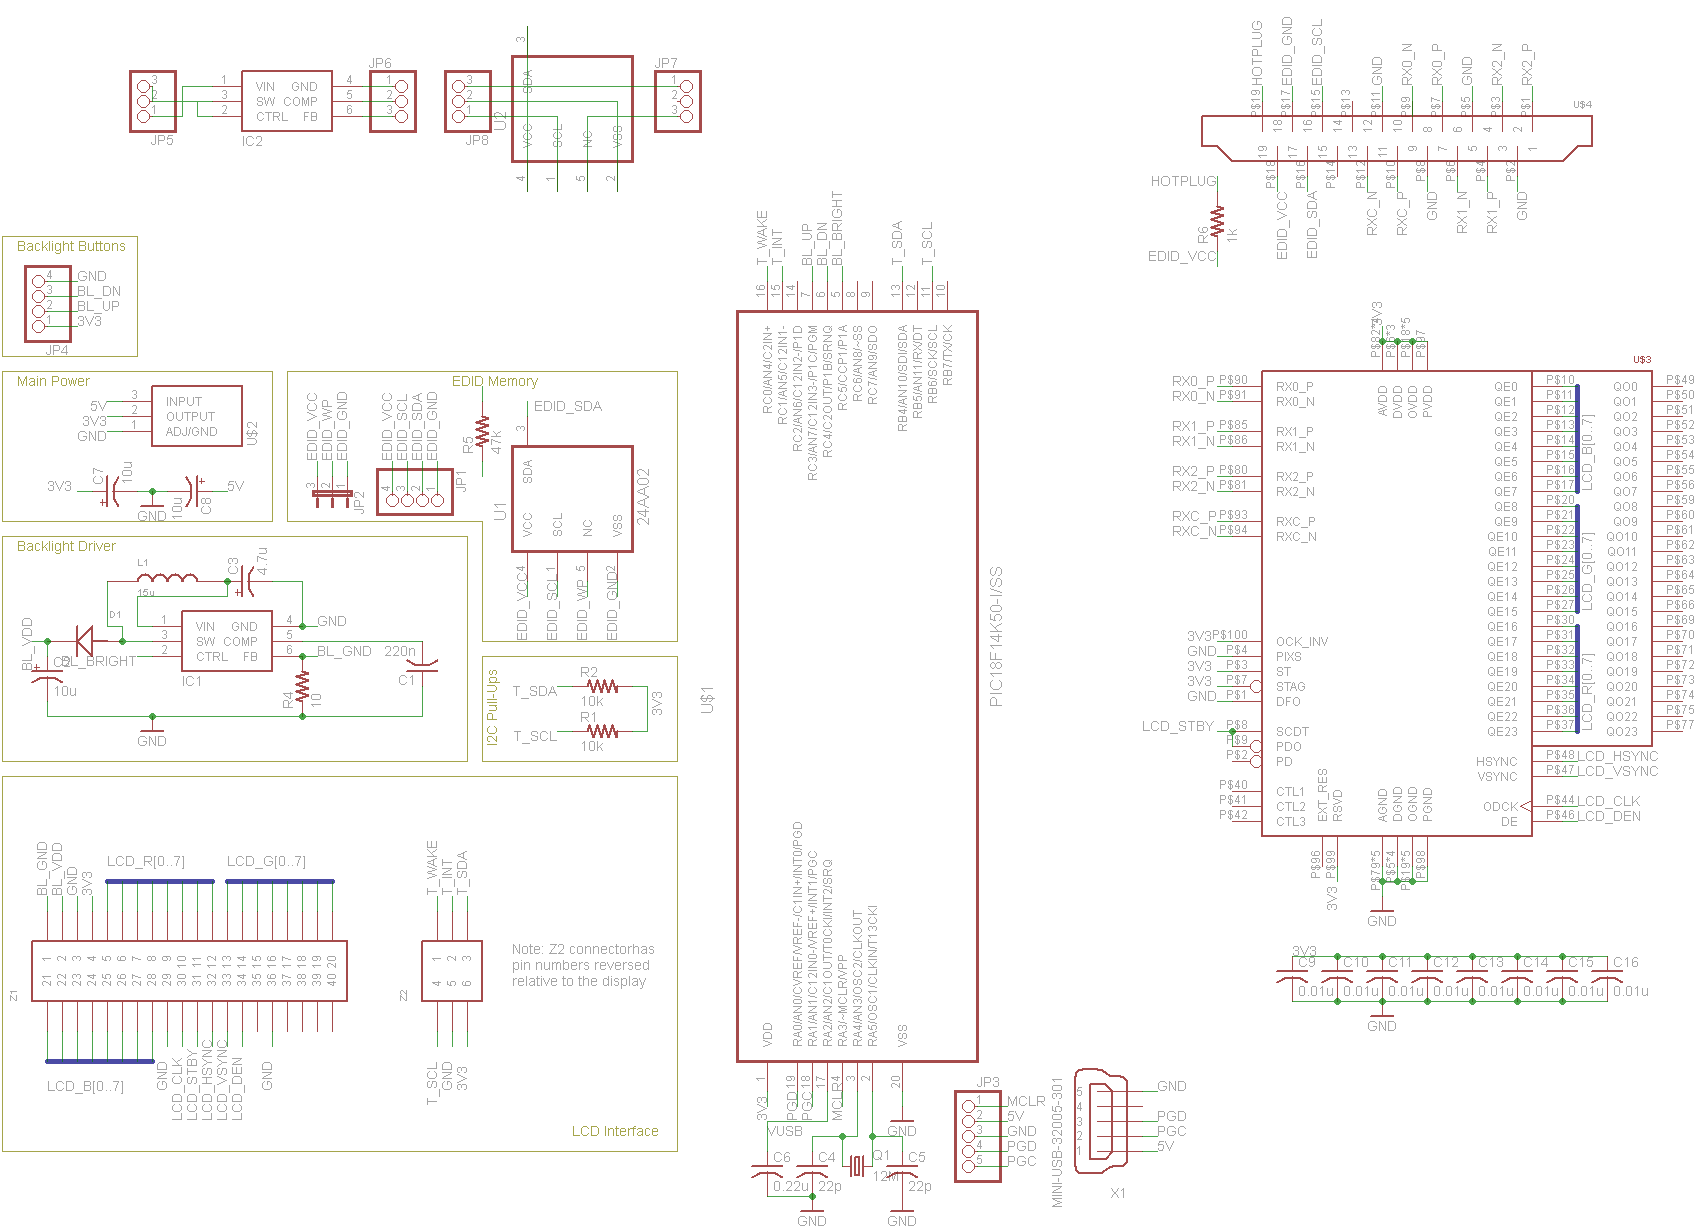 JP5
3
2
1
1 VIN GND 4
3 SW COMP 5
2 CTRL FB 6
IC2
JP6
1
2
3
JP8
3
2
1
U2
3
SDA
VCC
SCL
NC
VSS
4
1
5
2
JP7
1
2
3
Backlight Buttons
4 GND
3 BL_DN
2 BL_UP
1 3V3
JP4
Main Power
5V 3 INPUT
3V3 2 OUTPUT
GND 1 ADJ/GND
U$2
3V3
C7
10u
GND
10u
C8
5V
EDID Memory
EDID_VCC
EDID_WP
EDID_GND
3
2
1
JP2
EDID_VCC
EDID_SCL
EDID_SDA
EDID_GND
4
3
2
1
JP1
R5
47k
EDID_SDA
3
SDA
U1
24AA02
VCC
SCL
NC
VSS
EDID_VCC 4
EDID_SCL 1
EDID_WP 5
EDID_GND 2
Backlight Driver
L1
15u
C3
4.7u
D1
BL_VDD
BL_BRIGHT
10u
1 VIN GND 4 GND
3 SW COMP 5
2 CTRL FB 6 BL_GND
IC1
R4
10
220n
C1
GND
I2C Pull-Ups
T_SDA
R2
10k
T_SCL
R1
10k
3V3
LCD Interface
BL_GND
BL_VDD
GND
3V3
LCD_R[0..7]
LCD_G[0..7]
1 2 3 4 5 6 7 8 9 10 11 12 13 14 15 16 17 18 19 20
21 22 23 24 25 26 27 28 29 30 31 32 33 34 35 36 37 38 39 40
Z1
LCD_B[0..7]
GND
LCD_CLK
LCD_STBY
LCD_HSYNC
LCD_VSYNC
LCD_DEN
GND
T_WAKE
T_INT
T_SDA
1 2 3
4 5 6
Z2
T_SCL
GND
3V3
Note: Z2 connectorhas
pin numbers reversed
relative to the display
U$1
PIC18F14K50-I/SS
T_WAKE
T_INT
BL_UP
BL_DN
BL_BRIGHT
T_SDA
T_SCL
16 RC0/AN4/C2IN+
15 RC1/AN5/C12IN1-
14 RC2/AN6/C12IN2-/P1D
7 RC3/AN7/C12IN3-/P1C/PGM
6 RC4/C2OUT/P1B/SRNQ
5 RC5/CCP1/P1A
8 RC6/AN8/~SS
9 RC7/AN9/SDO
13 RB4/AN10/SDI/SDA
12 RB5/AN11/RX/DT
11 RB6/SCK/SCL
10 RB7/TX/CK
VDD
RA0/AN0/CVREF/VREF-/C1IN+/INT0/PGD
RA1/AN1/C12IN0-/VREF+/INT1/PGC
RA2/AN2/C1OUT/T0CKI/INT2/SRQ
RA3/~MCLR/VPP
RA4/AN3/OSC2/CLKOUT
RA5/OSC1/CLKIN/T13CKI
VSS
3V3 1
PGD 19
PGC 18
17
MCLR 4
3
2
20
GND
VUSB
C6
0.22u
C4
22p
Q1
12M
C5
22p
GND
GND
JP3
1 MCLR
2 5V
3 GND
4 PGD
5 PGC
MINI-USB-32005-301
5 GND
4
3 PGD
2 PGC
1 5V
X1
HOTPLUG
EDID_GND
EDID_SCL
GND
RX0_N
RX0_P
GND
RX2_N
RX2_P
P$19
P$17
P$15
P$13
P$11
P$9
P$7
P$5
P$3
P$1
U$4
18 16 14 12 10 8 6 4 2
19 17 15 13 11 9 7 5 3 1
P$18
P$16
P$14
P$12
P$10
P$8
P$6
P$4
P$2
EDID_VCC
EDID_SDA
RXC_N
RXC_P
GND
RX1_N
RX1_P
GND
HOTPLUG
R6
1k
EDID_VCC
3V3
U$3
AVDD
DVDD
OVDD
PVDD
RX0_P P$90 RX0_P
RX0_N P$91 RX0_N
RX1_P P$85 RX1_P
RX1_N P$86 RX1_N
RX2_P P$80 RX2_P
RX2_N P$81 RX2_N
RXC_P P$93 RXC_P
RXC_N P$94 RXC_N
3V3 P$100 OCK_INV
GND P$4 PIXS
3V3 P$3 ST
3V3 P$7 STAG
GND P$1 DFO
LCD_STBY P$8 SCDT
P$9 PDO
P$2 PD
P$40 CTL1
P$41 CTL2
P$42 CTL3
QE0 P$10 QO0 P$49
QE1 P$11 QO1 P$50
QE2 P$12 QO2 P$51
QE3 P$13 QO3 P$52
QE4 P$14 QO4 P$53
QE5 P$15 QO5 P$54
QE6 P$16 QO6 P$55
QE7 P$17 QO7 P$56
QE8 P$20 QO8 P$59
QE9 P$21 QO9 P$60
QE10 P$22 QO10 P$61
QE11 P$23 QO11 P$62
QE12 P$24 QO12 P$63
QE13 P$25 QO13 P$64
QE14 P$26 QO14 P$65
QE15 P$27 QO15 P$66
QE16 P$30 QO16 P$69
QE17 P$31 QO17 P$70
QE18 P$32 QO18 P$71
QE19 P$33 QO19 P$72
QE20 P$34 QO20 P$73
QE21 P$35 QO21 P$74
QE22 P$36 QO22 P$75
QE23 P$37 QO23 P$77
LCD_B[0..7]
LCD_G[0..7]
LCD_R[0..7]
HSYNC P$48 LCD_HSYNC
VSYNC P$47 LCD_VSYNC
ODCK P$44 LCD_CLK
DE P$46 LCD_DEN
EXT_RES
RSVD
AGND
DGND
OGND
PGND
P$96
P$99
P$79*5
P$5*4
P$19*5
P$98
3V3
GND
3V3
C9 C10 C11 C12 C13 C14 C15 C16
0.01u 0.01u 0.01u 0.01u 0.01u 0.01u 0.01u 0.01u
GND